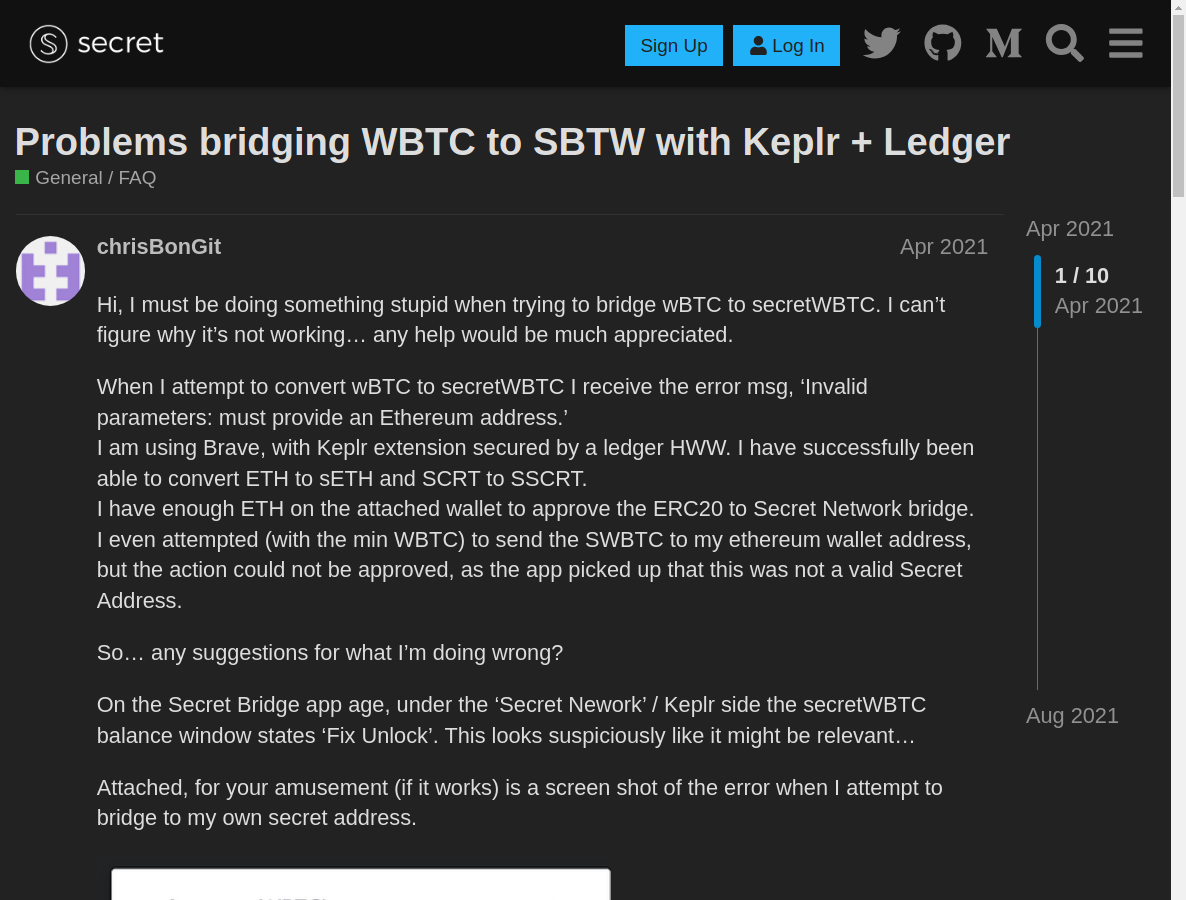 secret
Sign Up
Log In
Problems bridging WBTC to SBTW with Keplr + Ledger
General / FAQ
chrisBonGit
Apr 2021
Hi, I must be doing something stupid when trying to bridge wBTC to secretWBTC. I can’t
figure why it’s not working… any help would be much appreciated.
When I attempt to convert wBTC to secretWBTC I receive the error msg, ‘Invalid
parameters: must provide an Ethereum address.’
I am using Brave, with Keplr extension secured by a ledger HWW. I have successfully been
able to convert ETH to sETH and SCRT to SSCRT.
I have enough ETH on the attached wallet to approve the ERC20 to Secret Network bridge.
I even attempted (with the min WBTC) to send the SWBTC to my ethereum wallet address,
but the action could not be approved, as the app picked up that this was not a valid Secret
Address.
So… any suggestions for what I’m doing wrong?
On the Secret Bridge app age, under the ‘Secret Nework’ / Keplr side the secretWBTC
balance window states ‘Fix Unlock’. This looks suspiciously like it might be relevant…
Attached, for your amusement (if it works) is a screen shot of the error when I attempt to
bridge to my own secret address.
Apr 2021
1 / 10
Apr 2021
Aug 2021